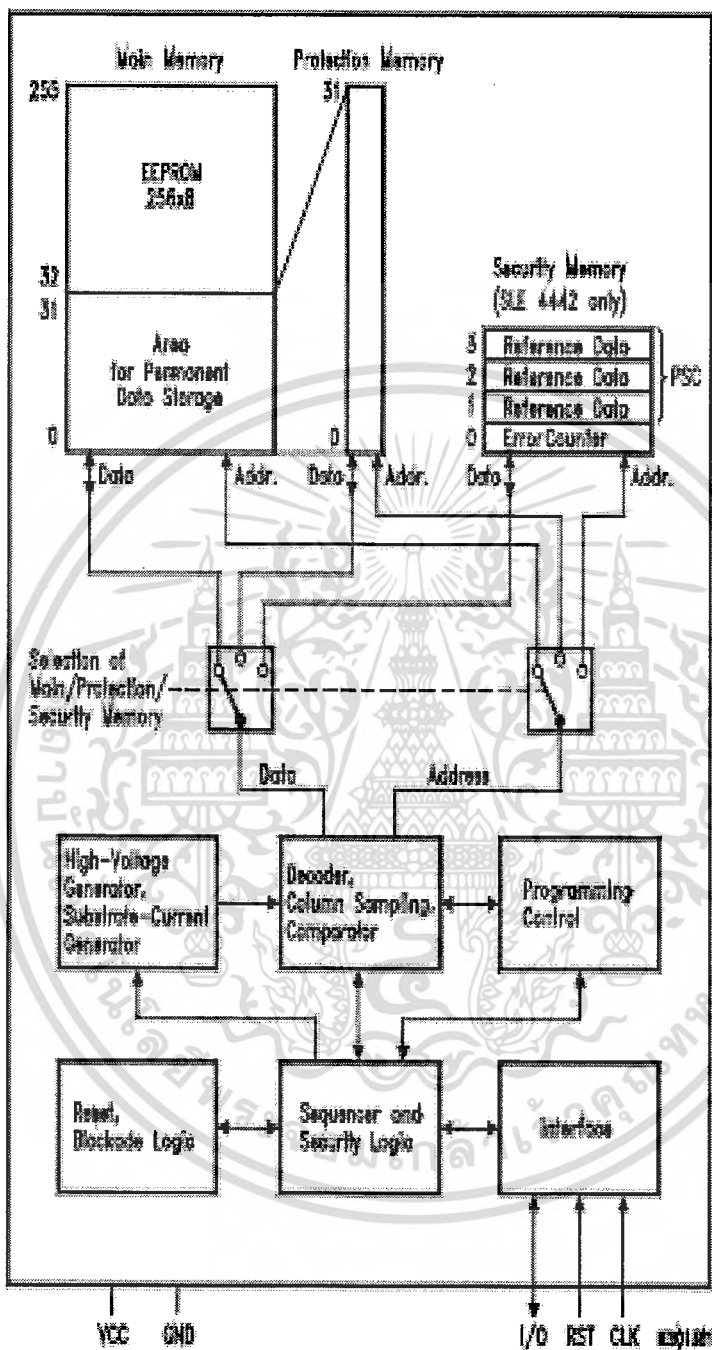 Main Memory
Protection Memory
255
31
EEPROM
256x8
32
31
Security Memory
(SLE 4442 only)
Area
for Permanent
Data Storage
3 Reference Data
2 Reference Data
1 Reference Data
PSC
0
0
0 Error Counter
Data
Addr.
Data
Addr.
Data
Addr.
Selection of
Main/Protection/
Security Memory
Data
Address
High-Voltage
Generator,
Substrate-Current
Generator
Decoder,
Column Sampling,
Comparator
Programming
Control
Reset,
Blockade Logic
Sequencer and
Security Logic
Interface
VCC
GND
I/O
RST
CLK